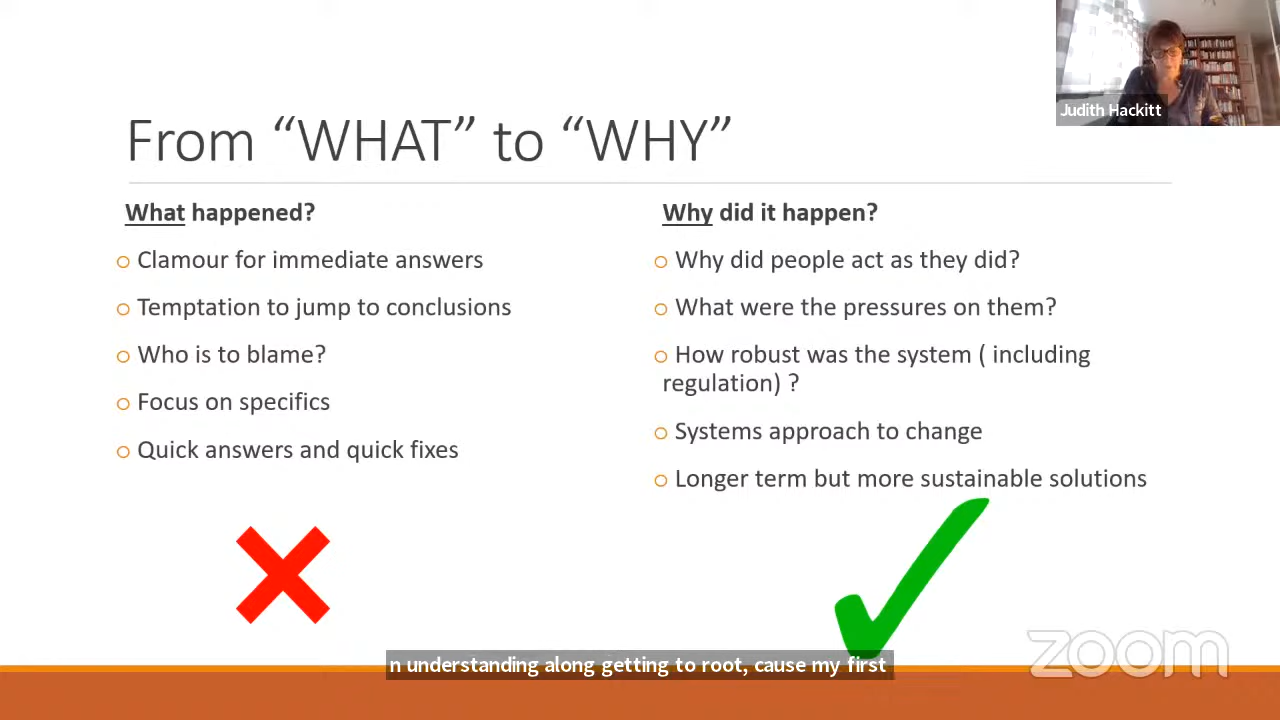 Judith Hackitt
From “WHAT” to “WHY”
What happened?
o Clamour for immediate answers
o Temptation to jump to conclusions
o Who is to blame?
o Focus on specifics
o Quick answers and quick fixes
Why did it happen?
o Why did people act as they did?
o What were the pressures on them?
o How robust was the system ( including
regulation) ?
o Systems approach to change
o Longer term but more sustainable solutions
n understanding along getting to root, cause my first
zoom